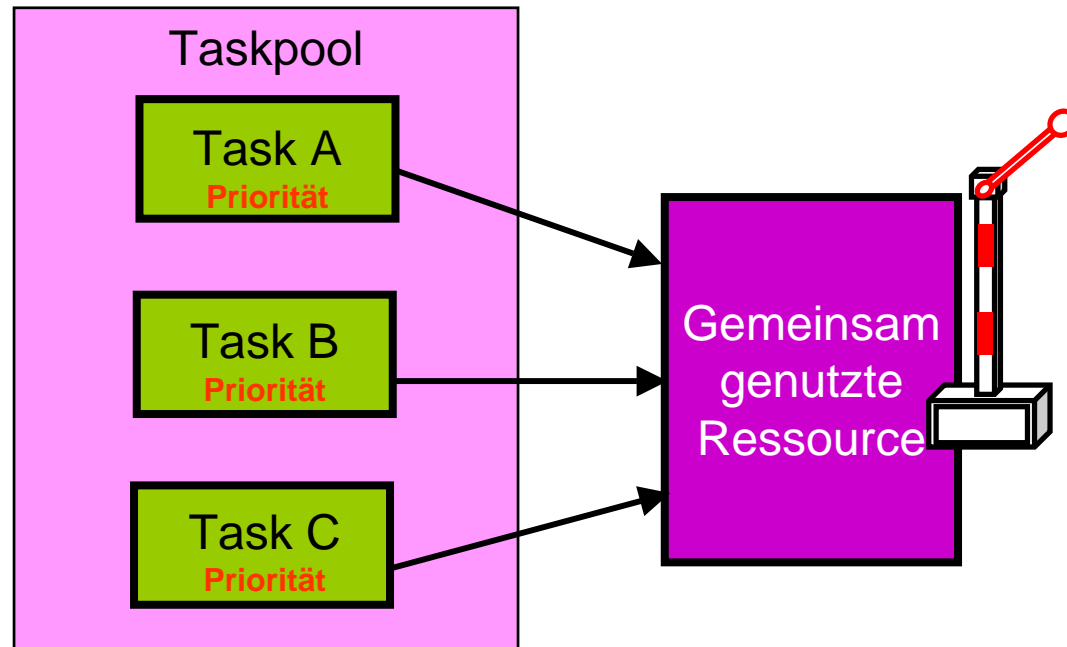 Taskpool
Task A
Priorität
Task B
Priorität
Task C
Priorität
Gemeinsam
genutzte
Ressource